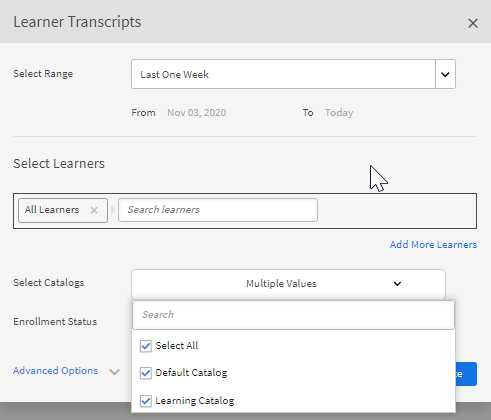 Learner Transcripts
Select Range
Last One Week
From Nov 03, 2020 To Today
Select Learners
All Learners
Search learners
Add More Learners
Select Catalogs
Multiple Values
Search
Enrollment Status
Select All
Advanced Options
Default Catalog
Learning Catalog